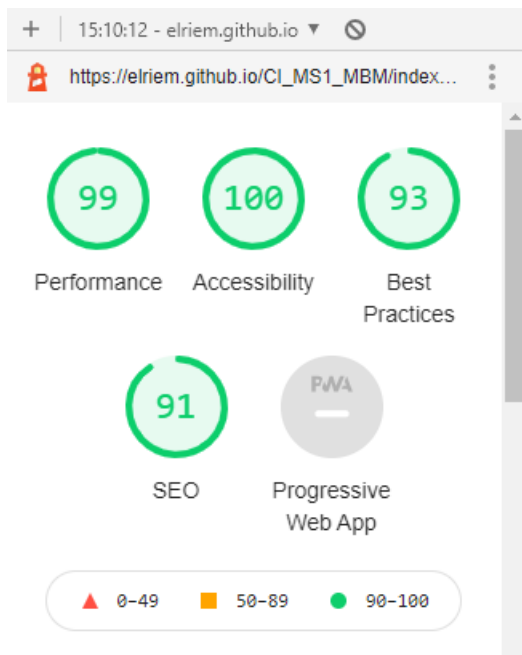 15:10:12 - elriem.github.io
https://elriem.github.io/CI_MS1_MBM/index...
99 100 93
Performance Accessibility Best
Practices
91 PWA
SEO Progressive
Web App
0-49 50-89 90-100